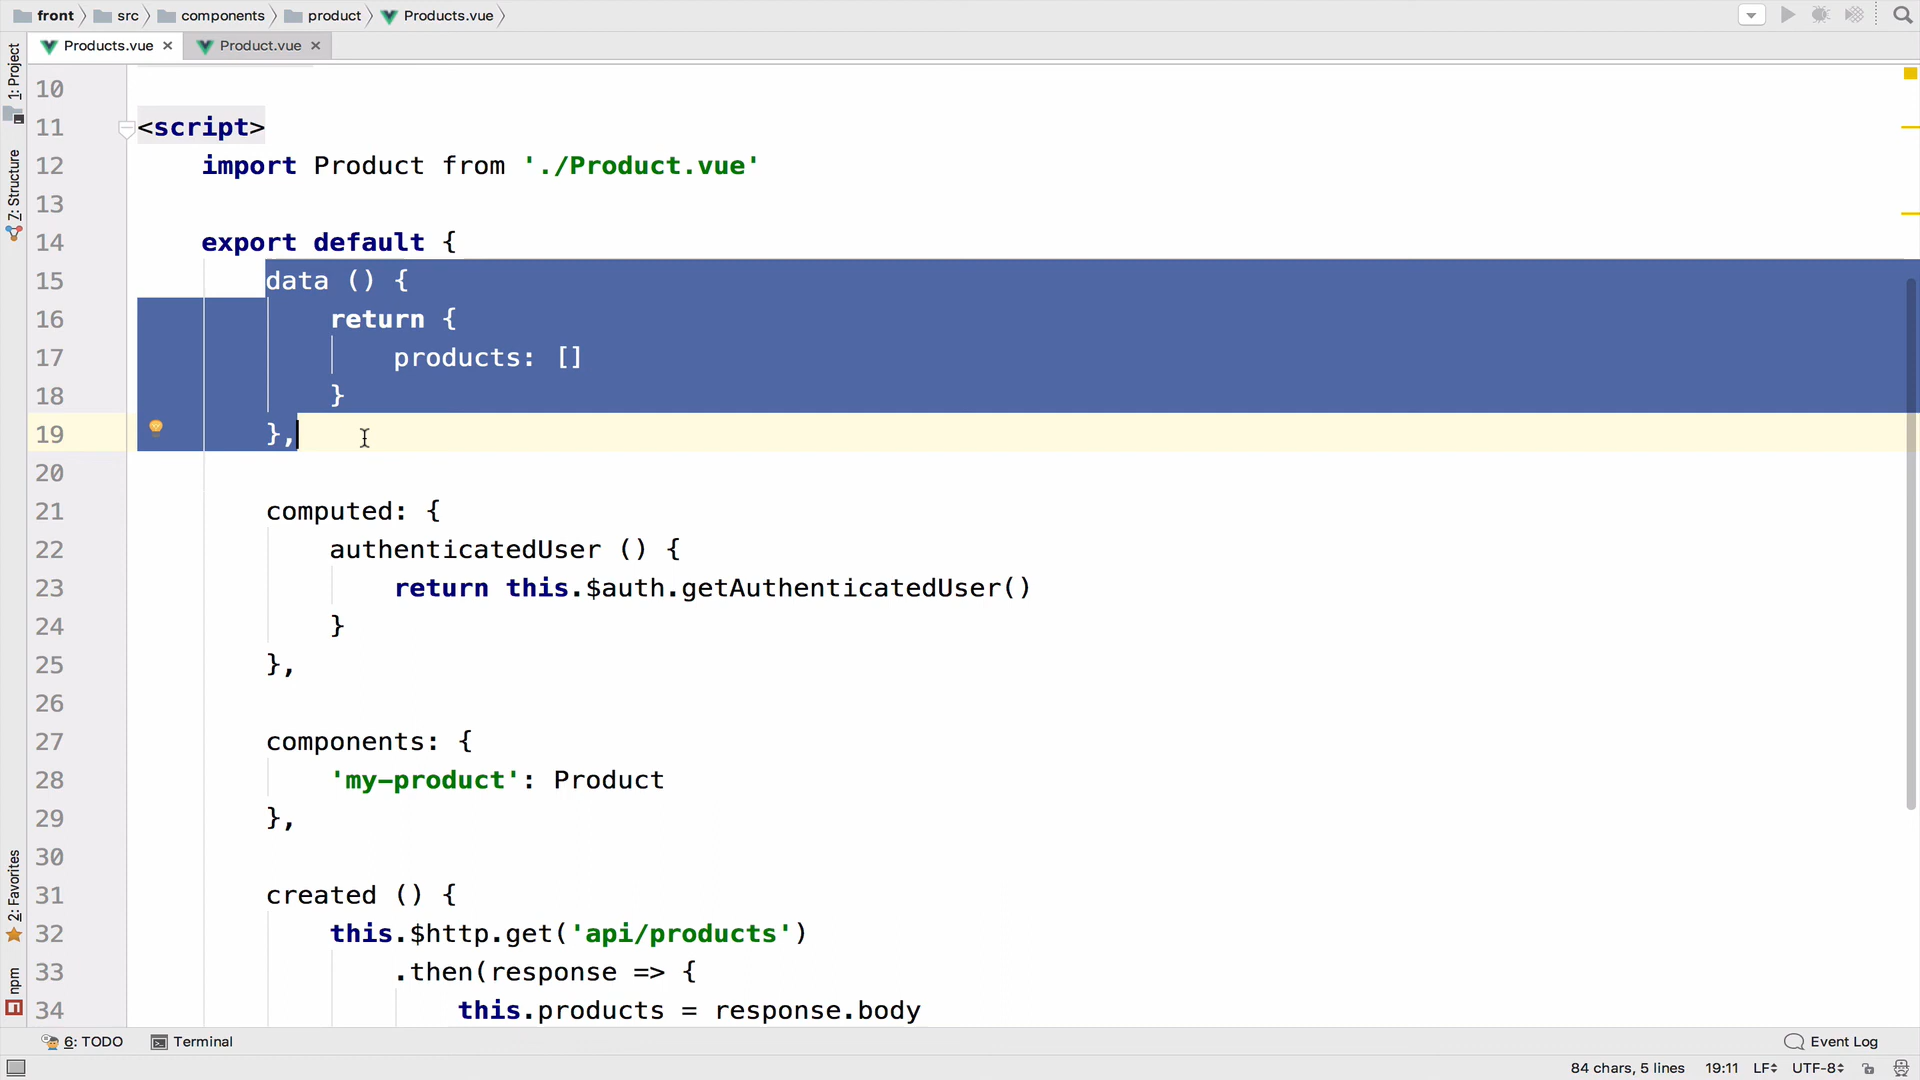 front src components product Products.vue
Products.vue Product.vue
1: Project
7: Structure
2: Favorites
npm
10
11 <script>
12 import Product from './Product.vue'
13
14 export default {
15 data () {
16 return {
17 products: []
18 }
19 },
20
21 computed: {
22 authenticatedUser () {
23 return this.$auth.getAuthenticatedUser()
24 }
25 },
26
27 components: {
28 'my-product': Product
29 },
30
31 created () {
32 this.$http.get('api/products')
33 .then(response => {
34 this.products = response.body
6: TODO Terminal Event Log
84 chars, 5 lines 19:11 LF UTF-8